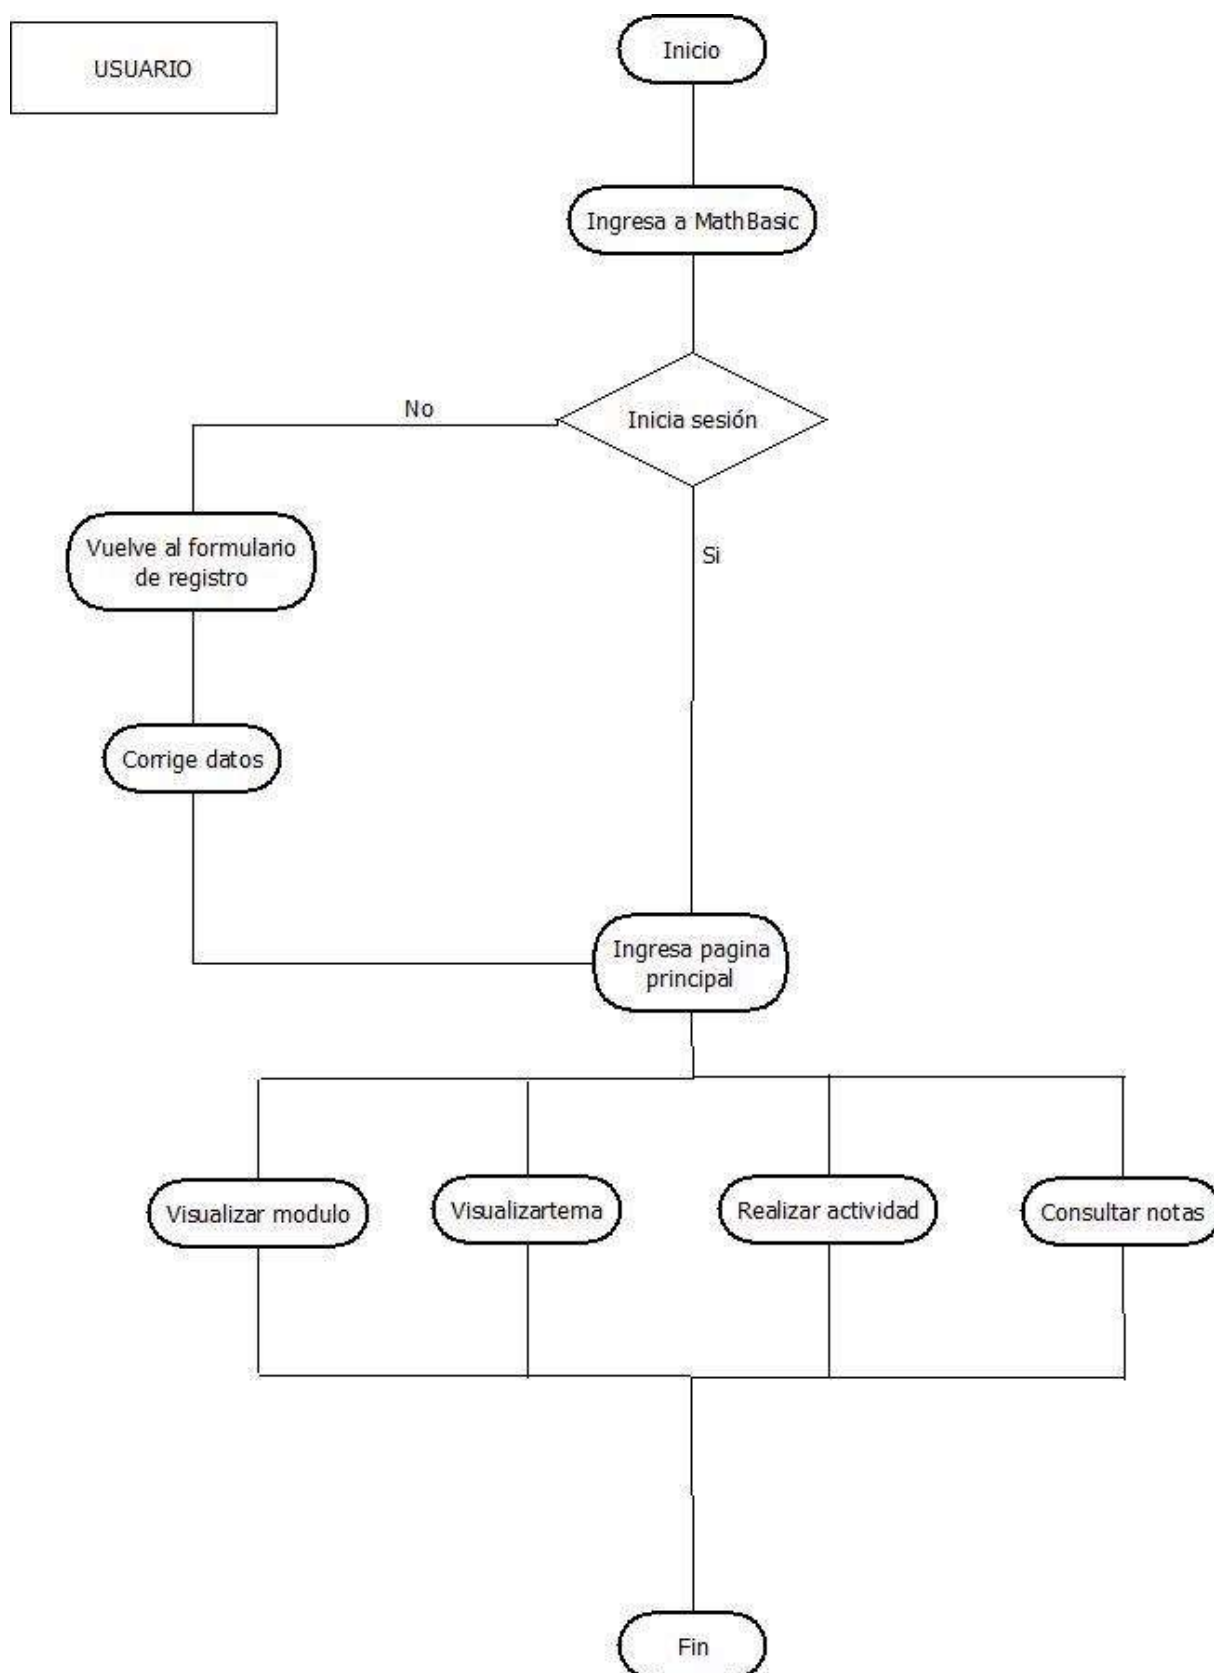 USUARIO
Inicio
Ingresa a MathBasic
Inicia sesión
No
Si
Vuelve al formulario
de registro
Corrige datos
Ingresa pagina
principal
Visualizar modulo
Visualizartema
Realizar actividad
Consultar notas
Fin